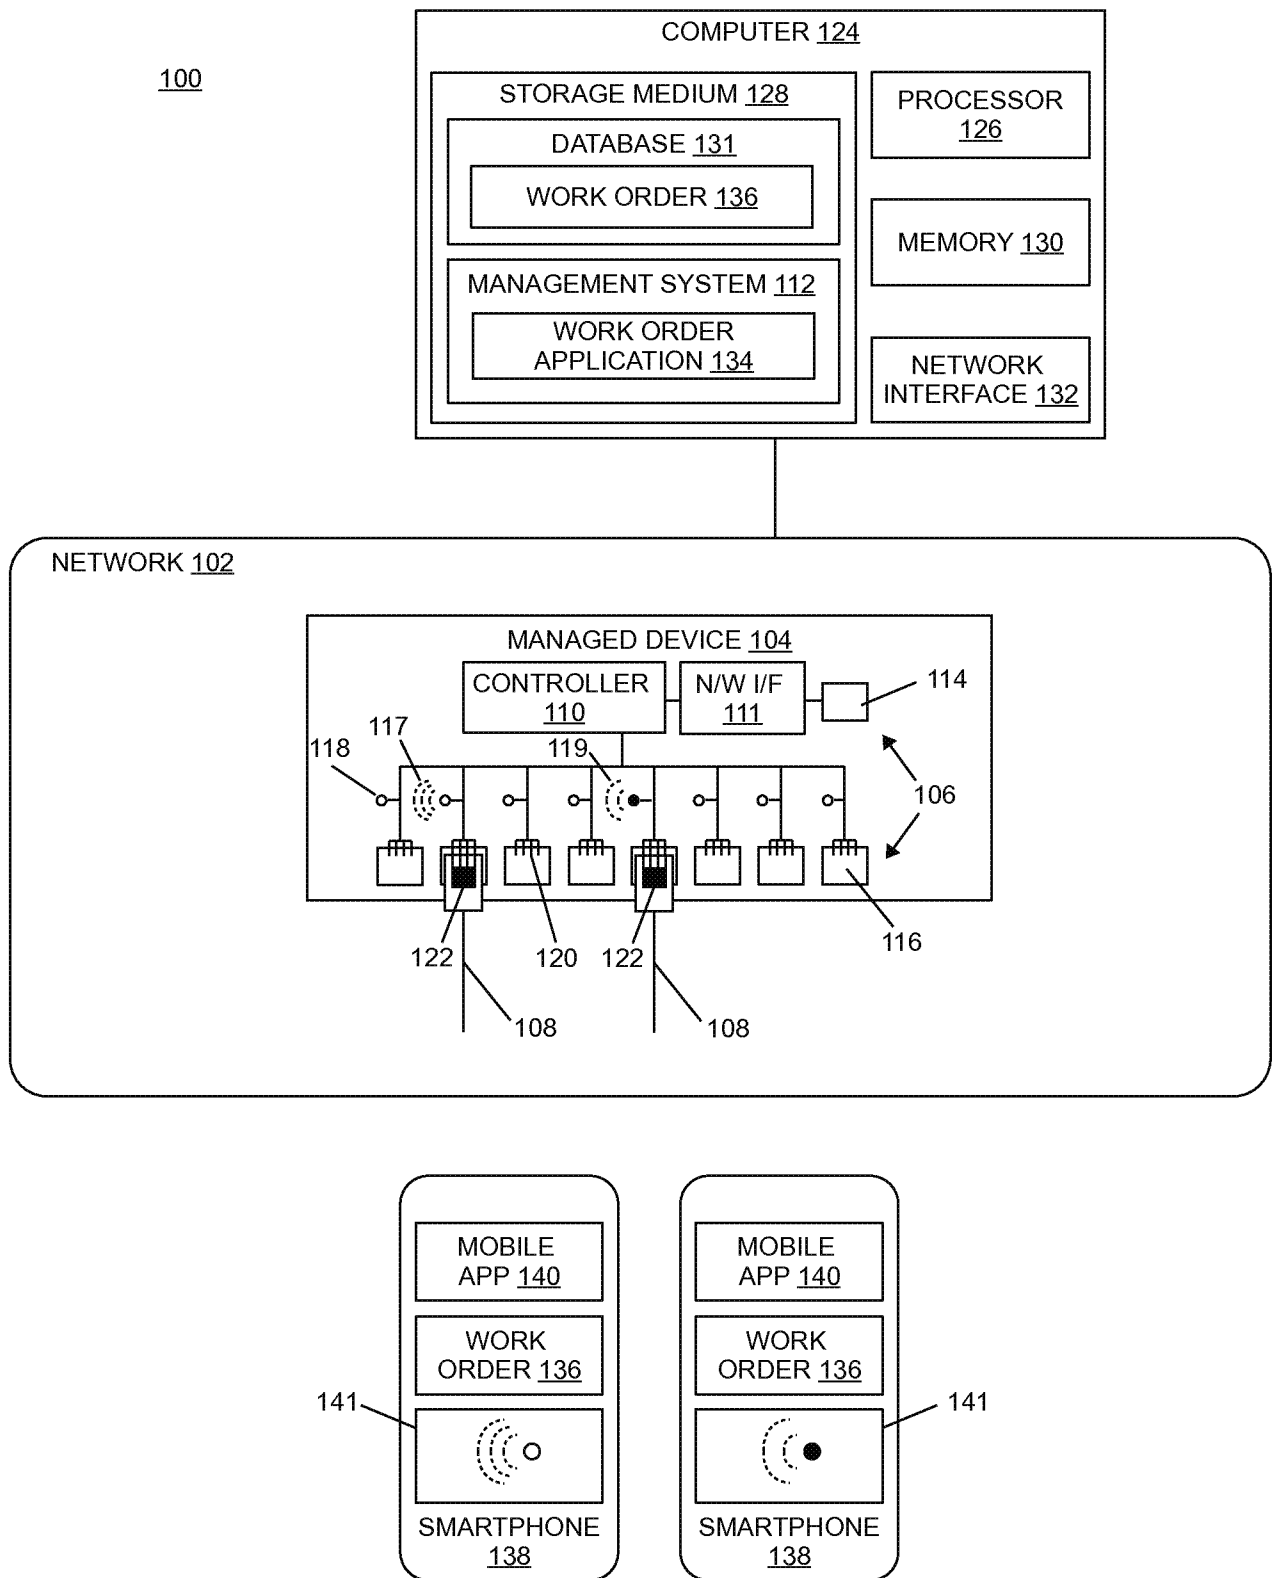 COMPUTER 124
100
STORAGE MEDIUM 128
PROCESSOR
126
DATABASE 131
WORK ORDER 136
MEMORY 130
MANAGEMENT SYSTEM 112
WORK ORDER
APPLICATION 134
NETWORK
INTERFACE 132
NETWORK 102
MANAGED DEVICE 104
CONTROLLER
110
N/W I/F
111
114
117
118
119
106
122
120
122
116
108
108
MOBILE
APP 140
WORK
ORDER 136
141
SMARTPHONE
138
MOBILE
APP 140
WORK
ORDER 136
141
SMARTPHONE
138